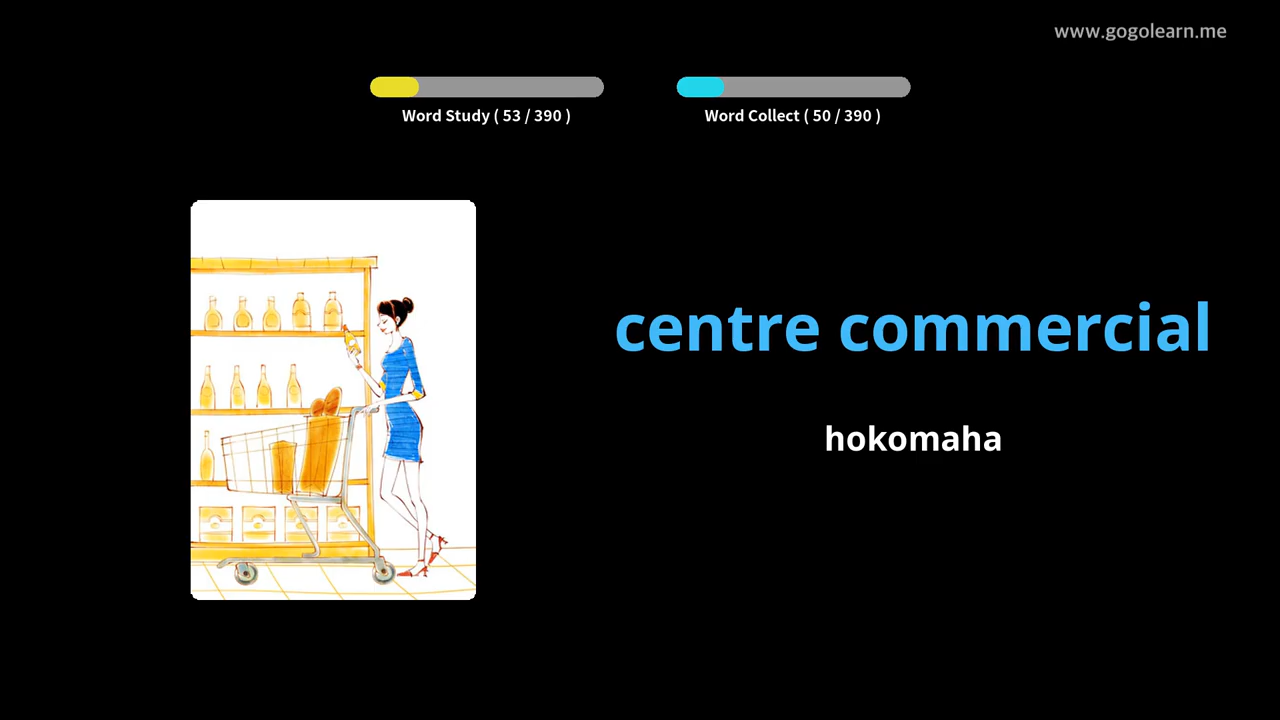 www.gogolearn.me
Word Study ( 53 / 390 )
Word Collect ( 50 / 390 )
centre commercial
hokomaha